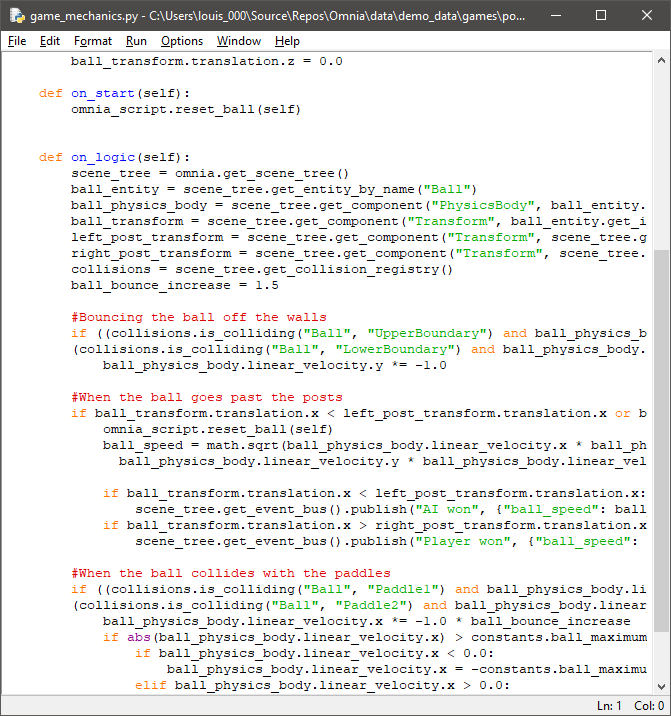 game_mechanics.py - C:\Users\louis_000\Source\Repos\Omnia\data\demo_data\games\po...
File Edit Format Run Options Window Help
ball_transform.translation.z = 0.0
def on_start(self):
omnia_script.reset_ball(self)
def on_logic(self):
scene_tree = omnia.get_scene_tree()
ball_entity = scene_tree.get_entity_by_name("Ball")
ball_physics_body = scene_tree.get_component("PhysicsBody", ball_entity.
ball_transform = scene_tree.get_component("Transform", ball_entity.get_i
left_post_transform = scene_tree.get_component("Transform", scene_tree.g
right_post_transform = scene_tree.get_component("Transform", scene_tree.
collisions = scene_tree.get_collision_registry()
ball_bounce_increase = 1.5
#Bouncing the ball off the walls
if ((collisions.is_colliding("Ball", "UpperBoundary") and ball_physics_b
(collisions.is_colliding("Ball", "LowerBoundary") and ball_physics_body.
ball_physics_body.linear_velocity.y *= -1.0
#When the ball goes past the posts
if ball_transform.translation.x < left_post_transform.translation.x or b
omnia_script.reset_ball(self)
ball_speed = math.sqrt(ball_physics_body.linear_velocity.x * ball_ph
ball_physics_body.linear_velocity.y * ball_physics_body.linear_vel
if ball_transform.translation.x < left_post_transform.translation.x:
scene_tree.get_event_bus().publish("AI won", {"ball_speed": ball
if ball_transform.translation.x > right_post_transform.translation.x
scene_tree.get_event_bus().publish("Player won", {"ball_speed":
#When the ball collides with the paddles
if ((collisions.is_colliding("Ball", "Paddle1") and ball_physics_body.li
(collisions.is_colliding("Ball", "Paddle2") and ball_physics_body.linear
ball_physics_body.linear_velocity.x *= -1.0 * ball_bounce_increase
if abs(ball_physics_body.linear_velocity.x) > constants.ball_maximum
if ball_physics_body.linear_velocity.x < 0.0:
ball_physics_body.linear_velocity.x = -constants.ball_maximu
elif ball_physics_body.linear_velocity.x > 0.0:
Ln: 1 Col: 0